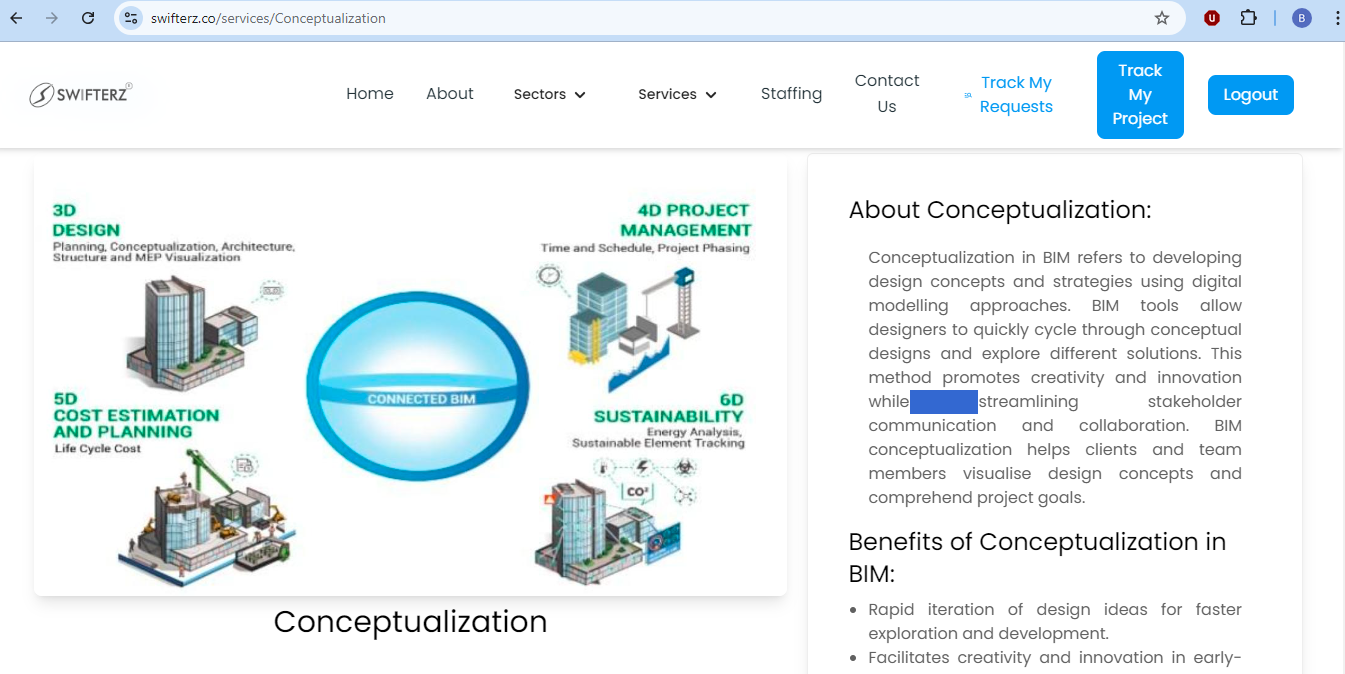 swifterz.co/services/Conceptualization
U
B
SWIFTERZ®
Home
About
Sectors
Services
Staffing
Contact
Us
Track My
Requests
Track
My
Project
Logout
3D
DESIGN
Planning, Conceptualization, Architecture,
Structure and MEP Visualization
4D PROJECT
MANAGEMENT
Time and Schedule, Project Phasing
CONNECTED BIM
5D
COST ESTIMATION
AND PLANNING
Life Cycle Cost
6D
SUSTAINABILITY
Energy Analysis,
Sustainable Element Tracking
CO²
Conceptualization
About Conceptualization:
Conceptualization in BIM refers to developing
design concepts and strategies using digital
modelling approaches. BIM tools allow
designers to quickly cycle through conceptual
designs and explore different solutions. This
method promotes creativity and innovation
while streamlining stakeholder
communication and collaboration. BIM
conceptualization helps clients and team
members visualise design concepts and
comprehend project goals.
Benefits of Conceptualization in
BIM:
• Rapid iteration of design ideas for faster
exploration and development.
• Facilitates creativity and innovation in early-